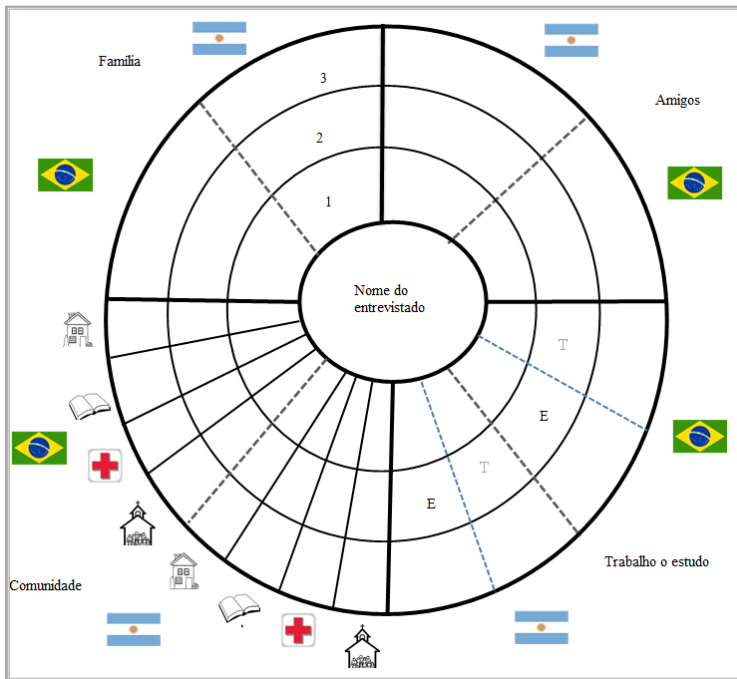 Familia
3
Amigos
2
1
Nome do
entrevistado
T
E
T
E
Trabalho o estudo
Comunidade